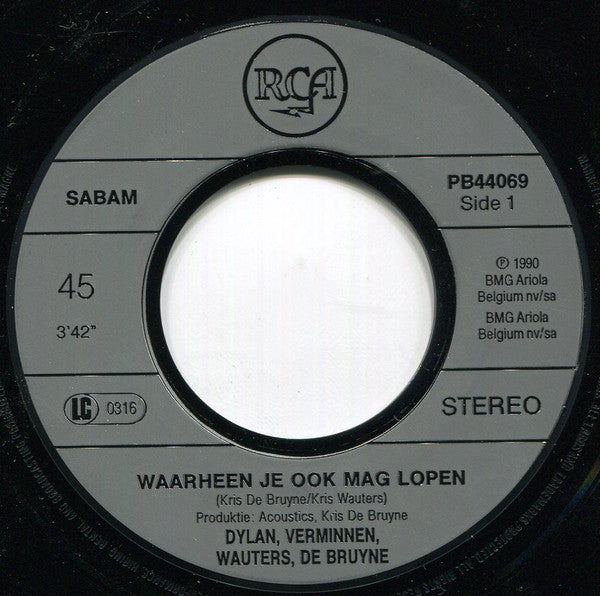 RCA
SABAM
PB44069
Side 1
45
3'42"
℗ 1990
BMG Ariola
Belgium nv/sa
BMG Ariola
Belgium nv/sa
LC 0316
STEREO
WAARHEEN JE OOK MAG LOPEN
(Kris De Bruyne/Kris Wauters)
Produktie: Acoustics, Kris De Bruyne
DYLAN, VERMINNEN,
WAUTERS, DE BRUYNE